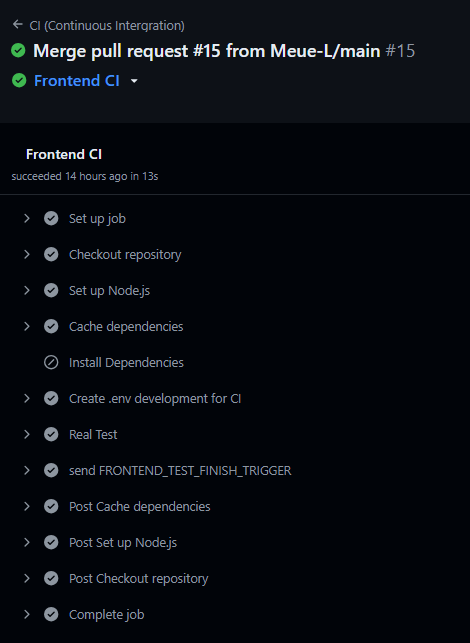 CI (Continuous Intergration)
Merge pull request #15 from Meue-L/main #15
Frontend CI
Frontend CI
succeeded 14 hours ago in 13s
Set up job
Checkout repository
Set up Node.js
Cache dependencies
Install Dependencies
Create .env development for CI
Real Test
send FRONTEND_TEST_FINISH_TRIGGER
Post Cache dependencies
Post Set up Node.js
Post Checkout repository
Complete job